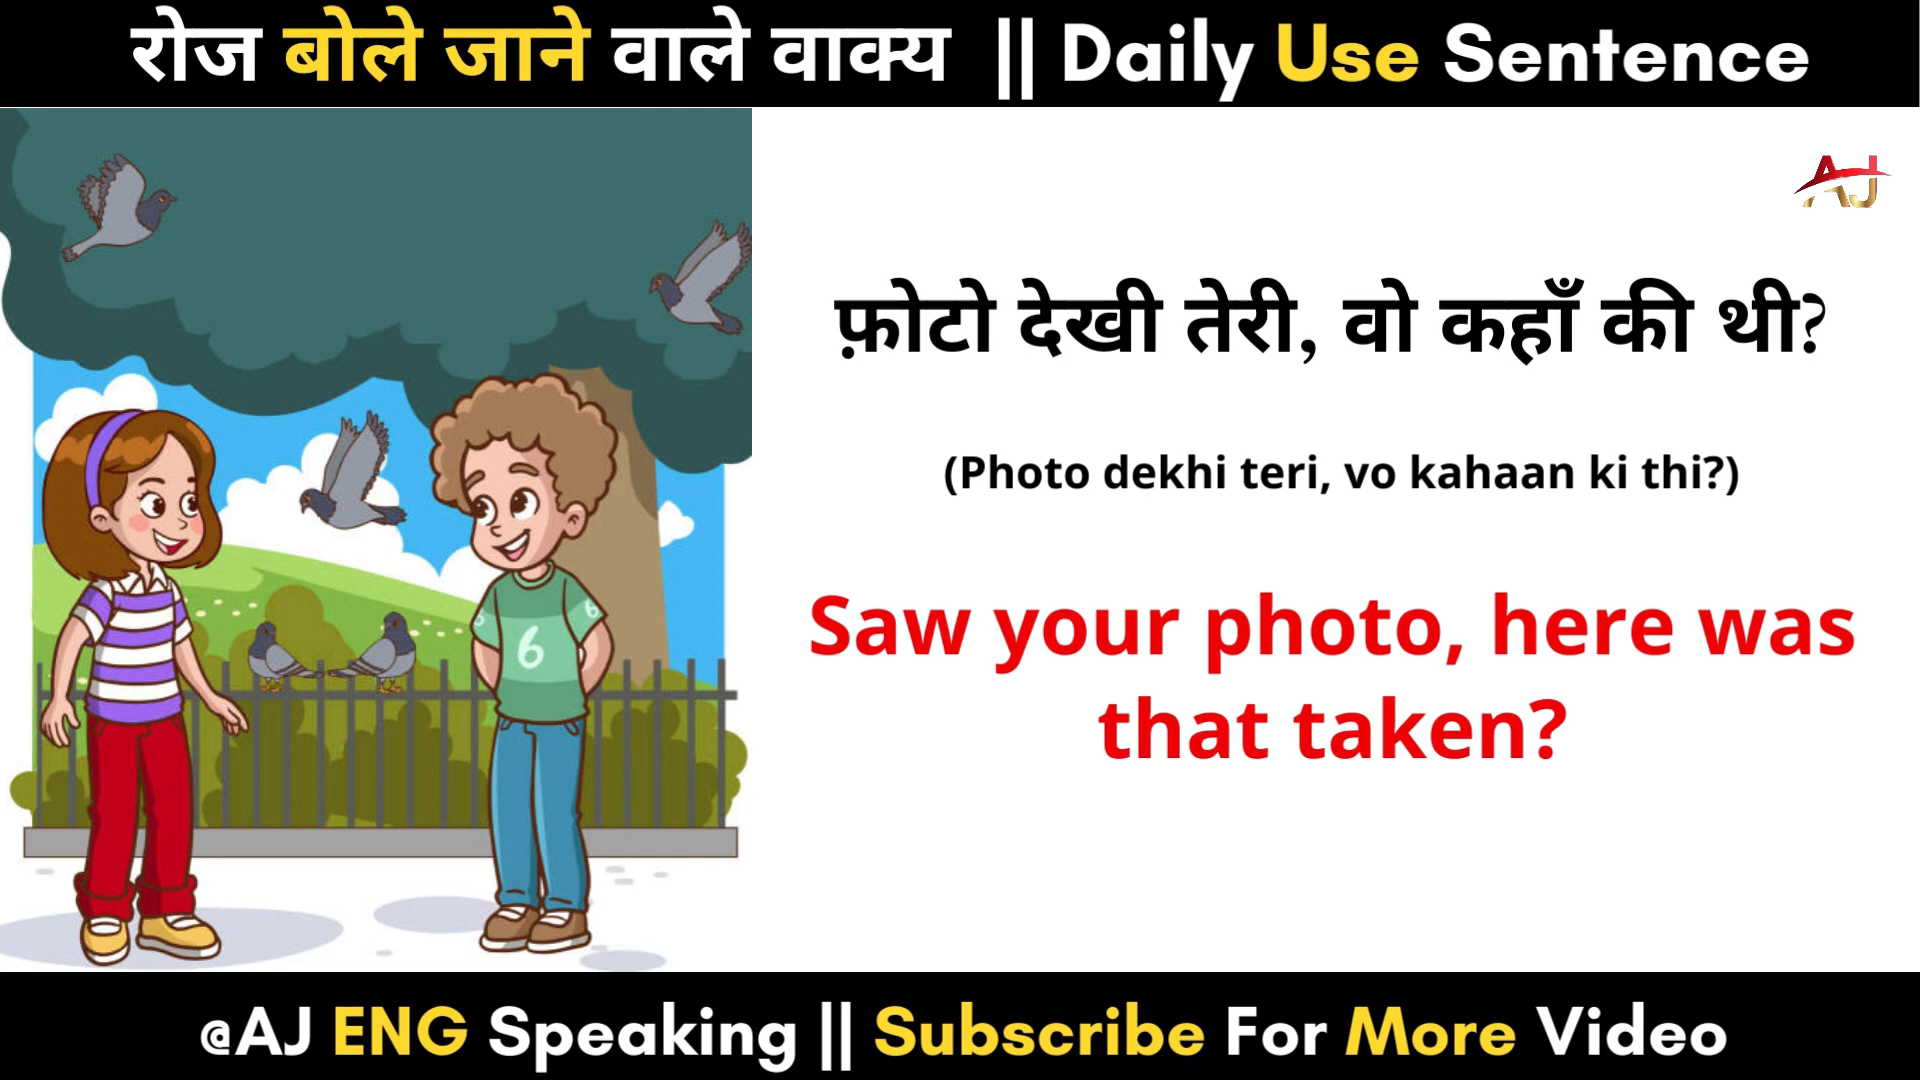 रोज बोले जाने वाले वाक्य || Daily Use Sentence
AJ
फ़ोटो देखी तेरी, वो कहाँ की थी?
(Photo dekhi teri, vo kahaan ki thi?)
Saw your photo, here was
that taken?
6
6
@AJ ENG Speaking || Subscribe For More Video